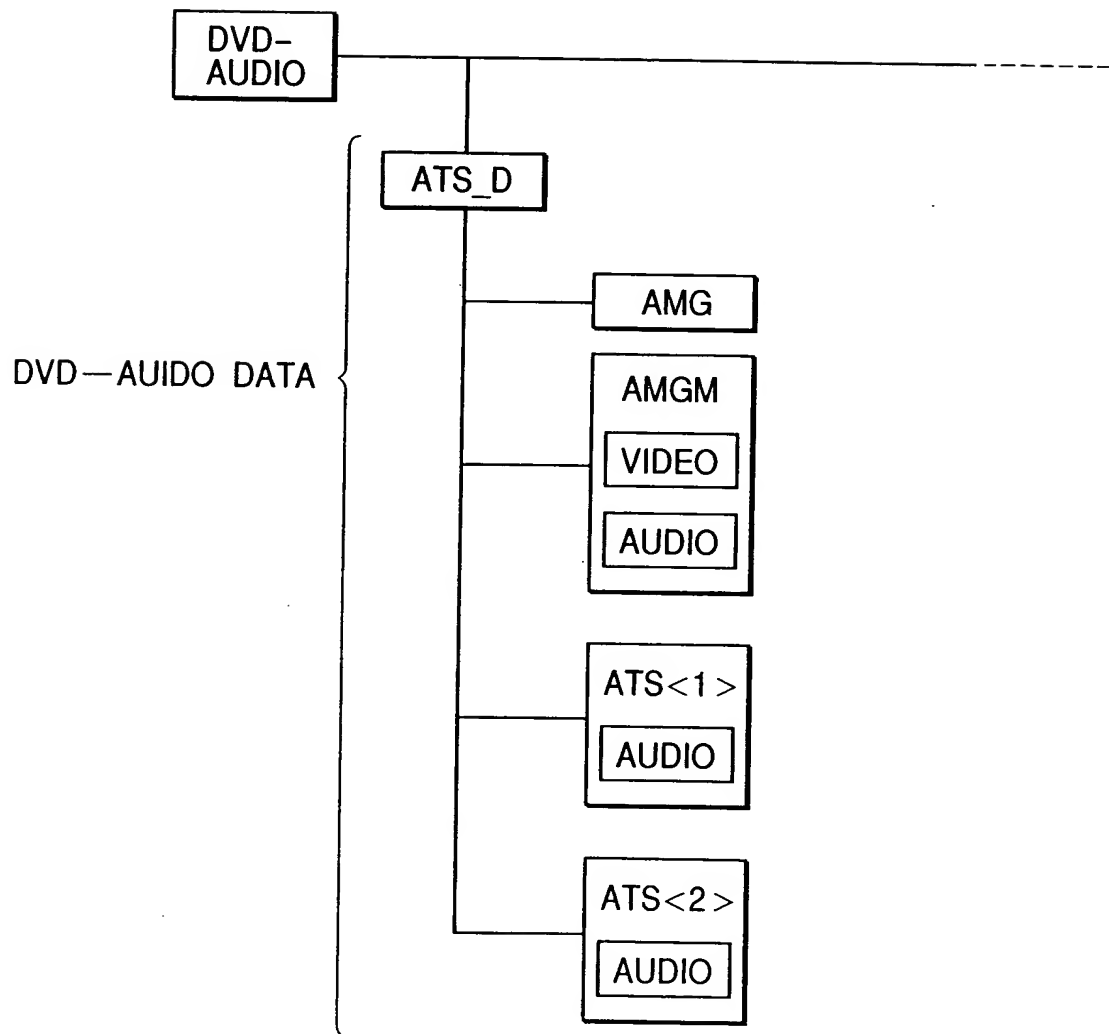 DVD-
AUDIO
ATS_D
AMG
DVD—AUIDO DATA
AMGM
VIDEO
AUDIO
ATS<1>
AUDIO
ATS<2>
AUDIO